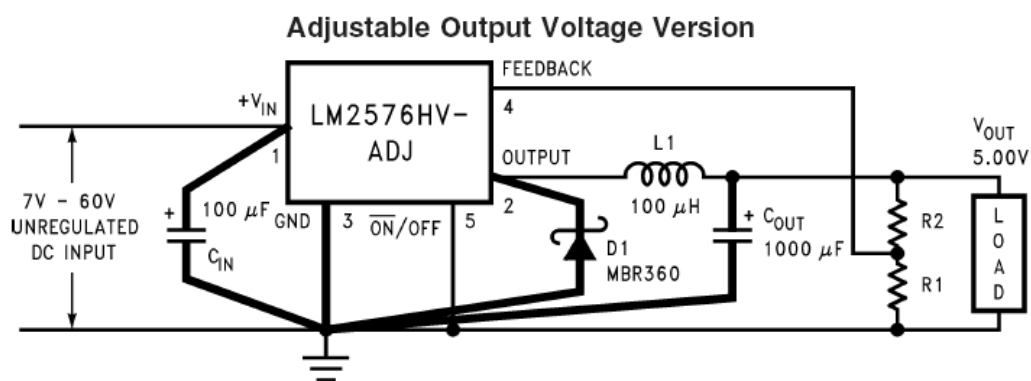 Adjustable Output Voltage Version
FEEDBACK
+VIN
LM2576HV-
ADJ
4
1
OUTPUT
L1
VOUT
5.00V
7V - 60V
UNREGULATED
DC INPUT
+
100 μF
CIN
GND
3
ON/OFF
5
2
100 μH
D1
MBR360
+
COUT
1000 μF
R2
R1
LOAD